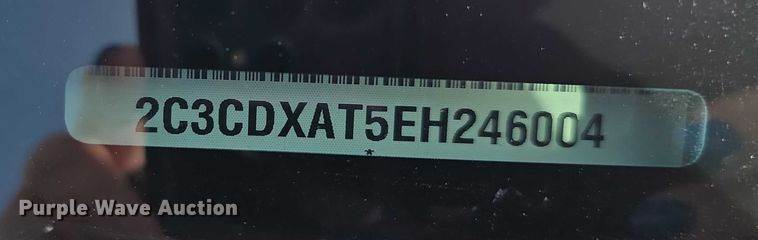 2C3CDXAT5EH246004
Purple Wave Auction